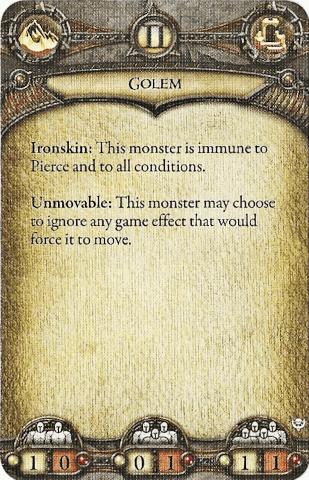 II
GOLEM
Ironskin: This monster is immune to
Pierce and to all conditions.
Unmovable: This monster may choose
to ignore any game effect that would
force it to move.
1 0 0 1 1 1